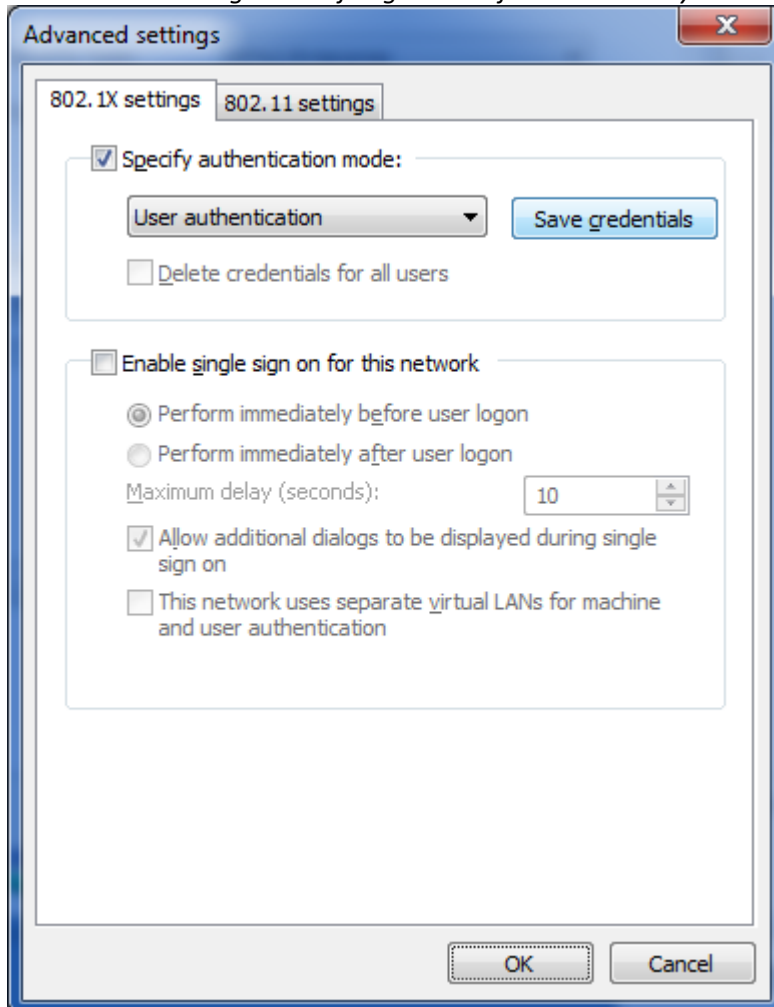 Advanced settings
802.1X settings
802.11 settings
Specify authentication mode:
User authentication
Save credentials
Delete credentials for all users
Enable single sign on for this network
Perform immediately before user logon
Perform immediately after user logon
Maximum delay (seconds):
10
Allow additional dialogs to be displayed during single
sign on
This network uses separate virtual LANs for machine
and user authentication
OK
Cancel